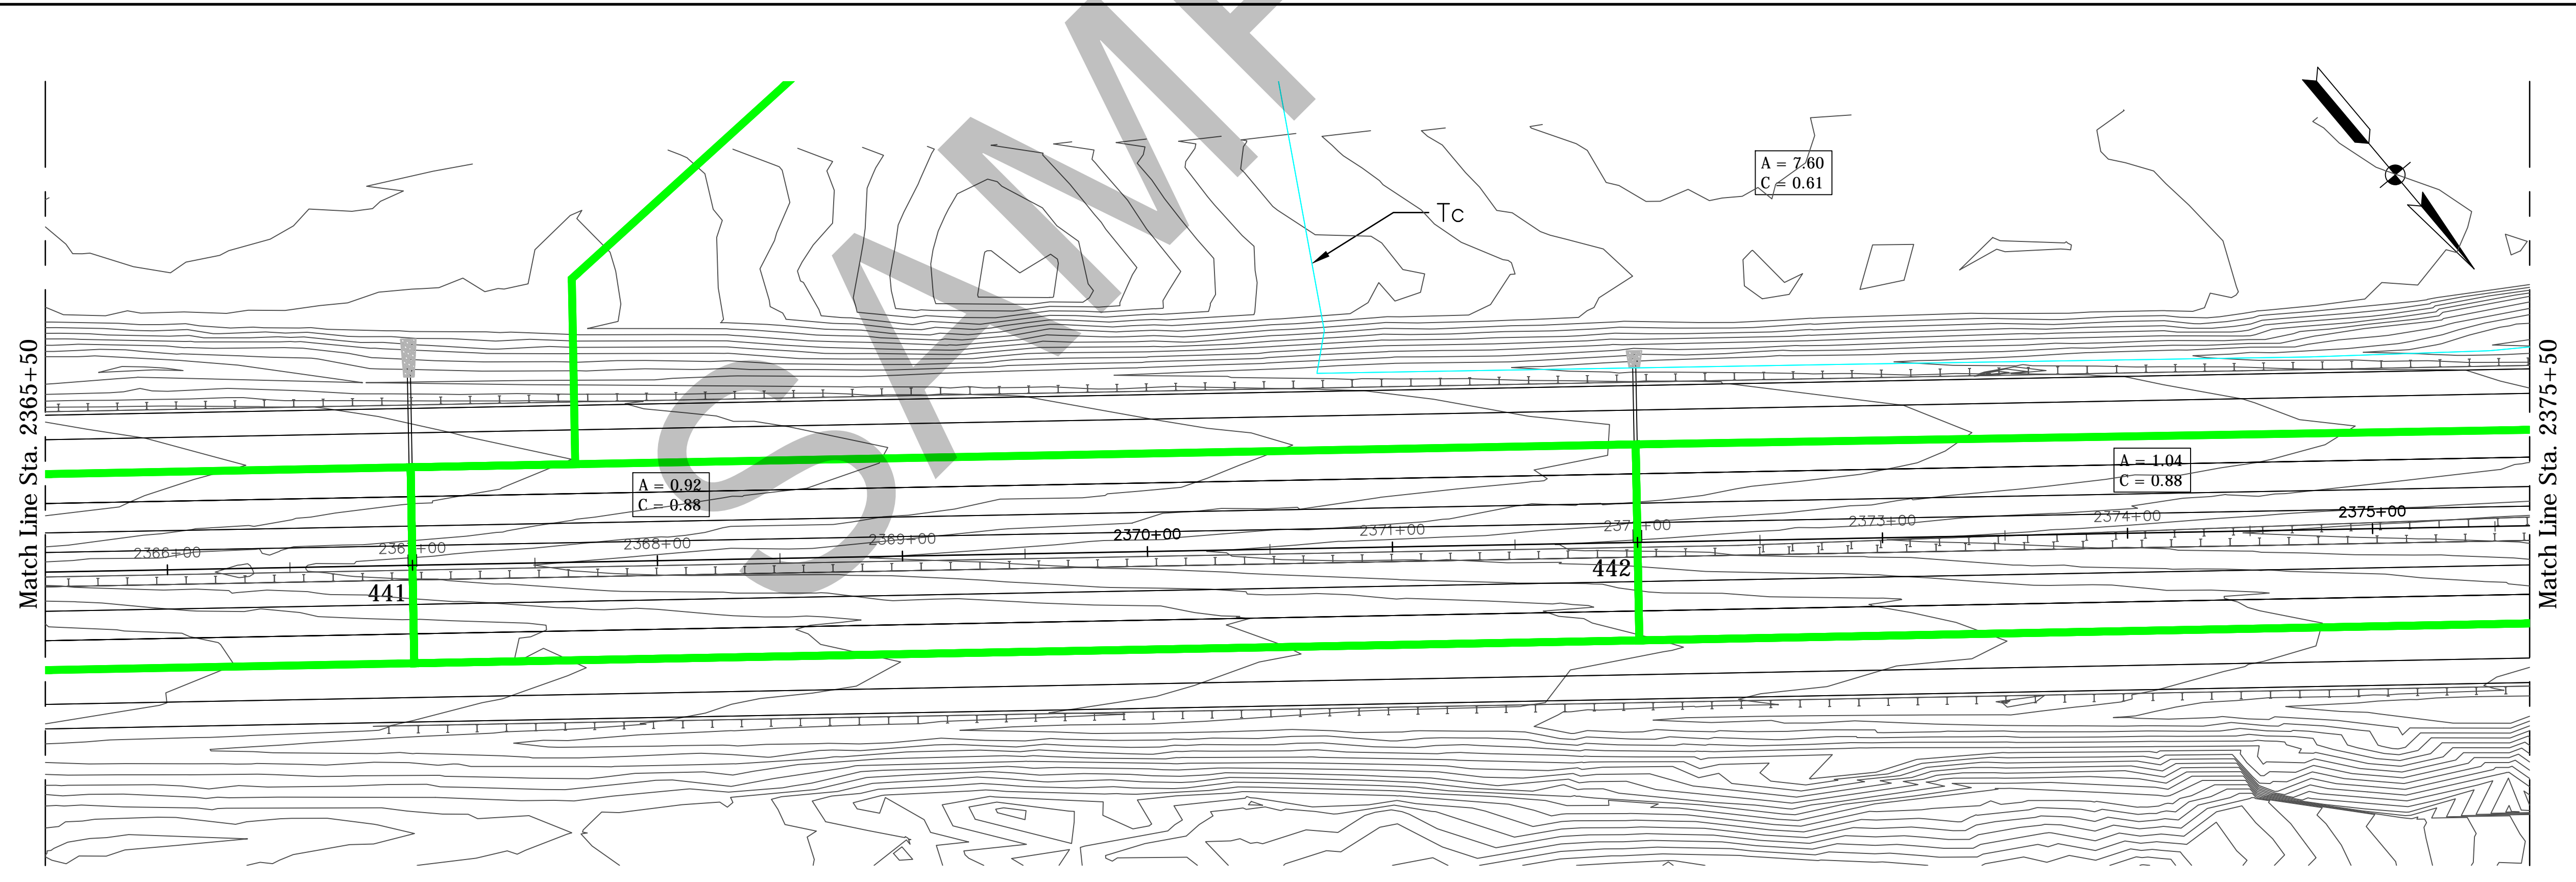 SAMP
A = 7.60
C = 0.61
Tc
Match Line Sta. 2365+50
Match Line Sta. 2375+50
A = 0.92
C = 0.88
A = 1.04
C = 0.88
2366+00
2368+00
2369+00
2370+00
2371+00
2373+00
2374+00
2375+00
441
442